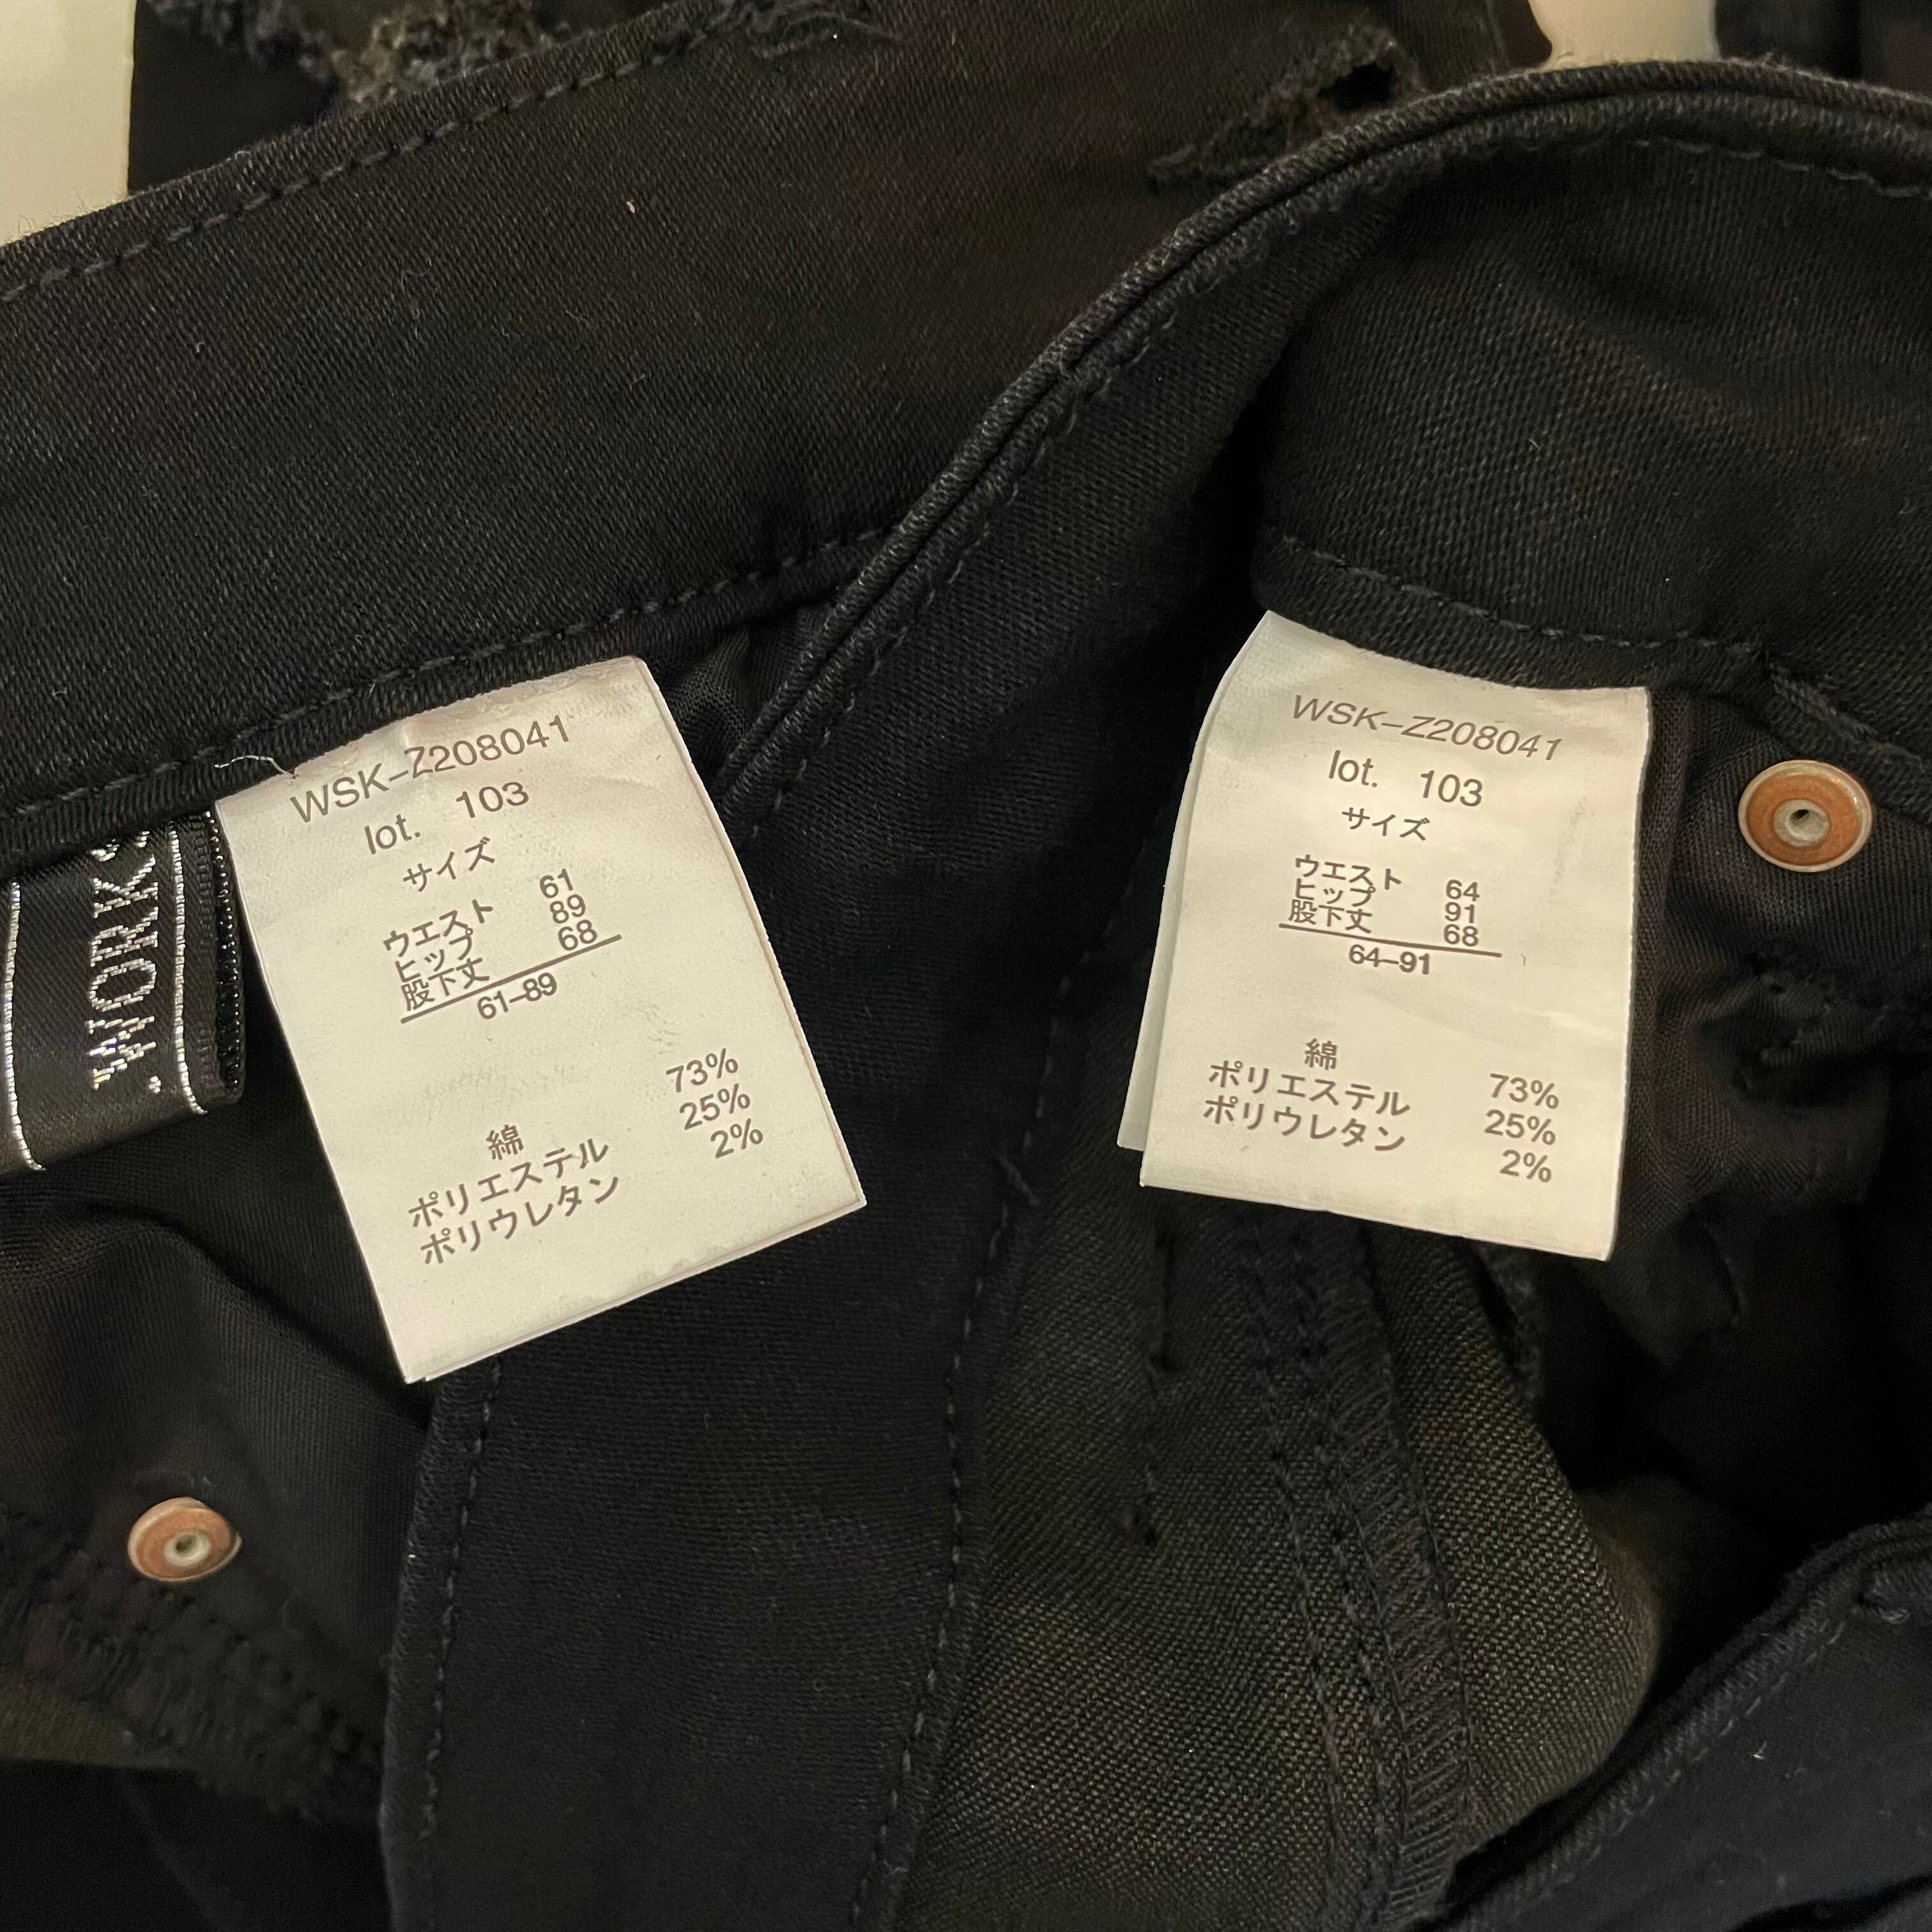 WORK
WSK-Z208041
lot. 103
サイズ
ウエスト 61
ヒップ 89
股下丈 68
61-89
綿 73%
ポリエステル 25%
ポリウレタン 2%
WSK-Z208041
lot. 103
サイズ
ウエスト 64
ヒップ 91
股下丈 68
64-91
綿 73%
ポリエステル 25%
ポリウレタン 2%